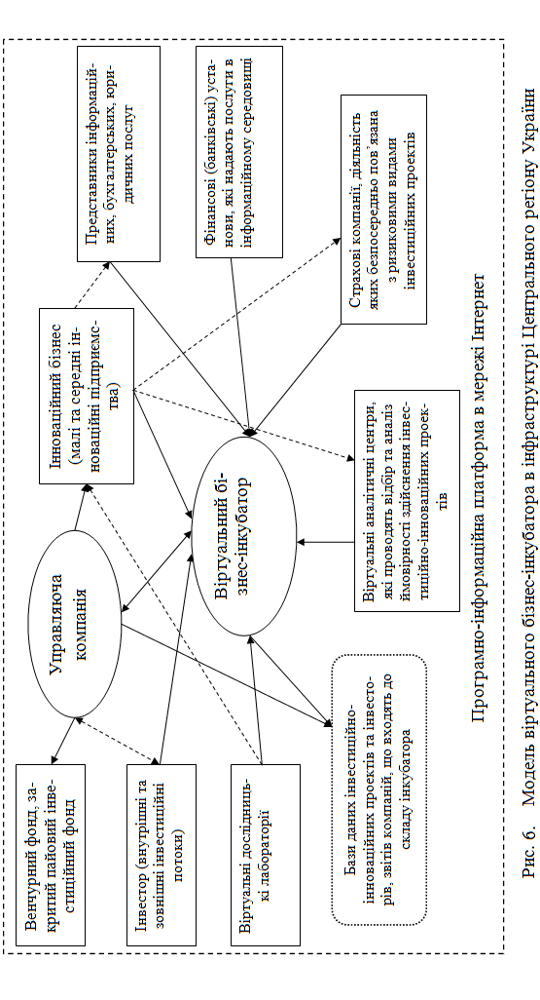 Венчурний фонд, за-
критий пайовий інве-
стиційний фонд
Управляюча
компанія
Інноваційний бізнес
(малі та середні ін-
новаційні підприємс-
тва)
Представники інформацій-
них, бухгалтерських, юри-
дичних послуг
Інвестор (внутрішні та
зовнішні інвестиційні
потоки)
Віртуальні дослідниць-
кі лабораторії
Віртуальний бі-
знес-інкубатор
Фінансові (банківські) уста-
нови, які надають послуги в
інформаційному середовищі
Бази даних інвестиційно-
інноваційних проектів та інвесто-
рів, звітів компаній, що входять до
складу інкубатора
Віртуальні аналітичні центри,
які проводять відбір та аналіз
ймовірності здійснення інвес-
тиційно-інноваційних проек-
тів
Страхові компанії, діяльність
яких безпосередньо пов’язана
з ризиковими видами
інвестиційних проектів
Програмно-інформаційна платформа в мережі Інтернет
Рис. 6. Модель віртуального бізнес-інкубатора в інфраструктурі Центрального регіону України